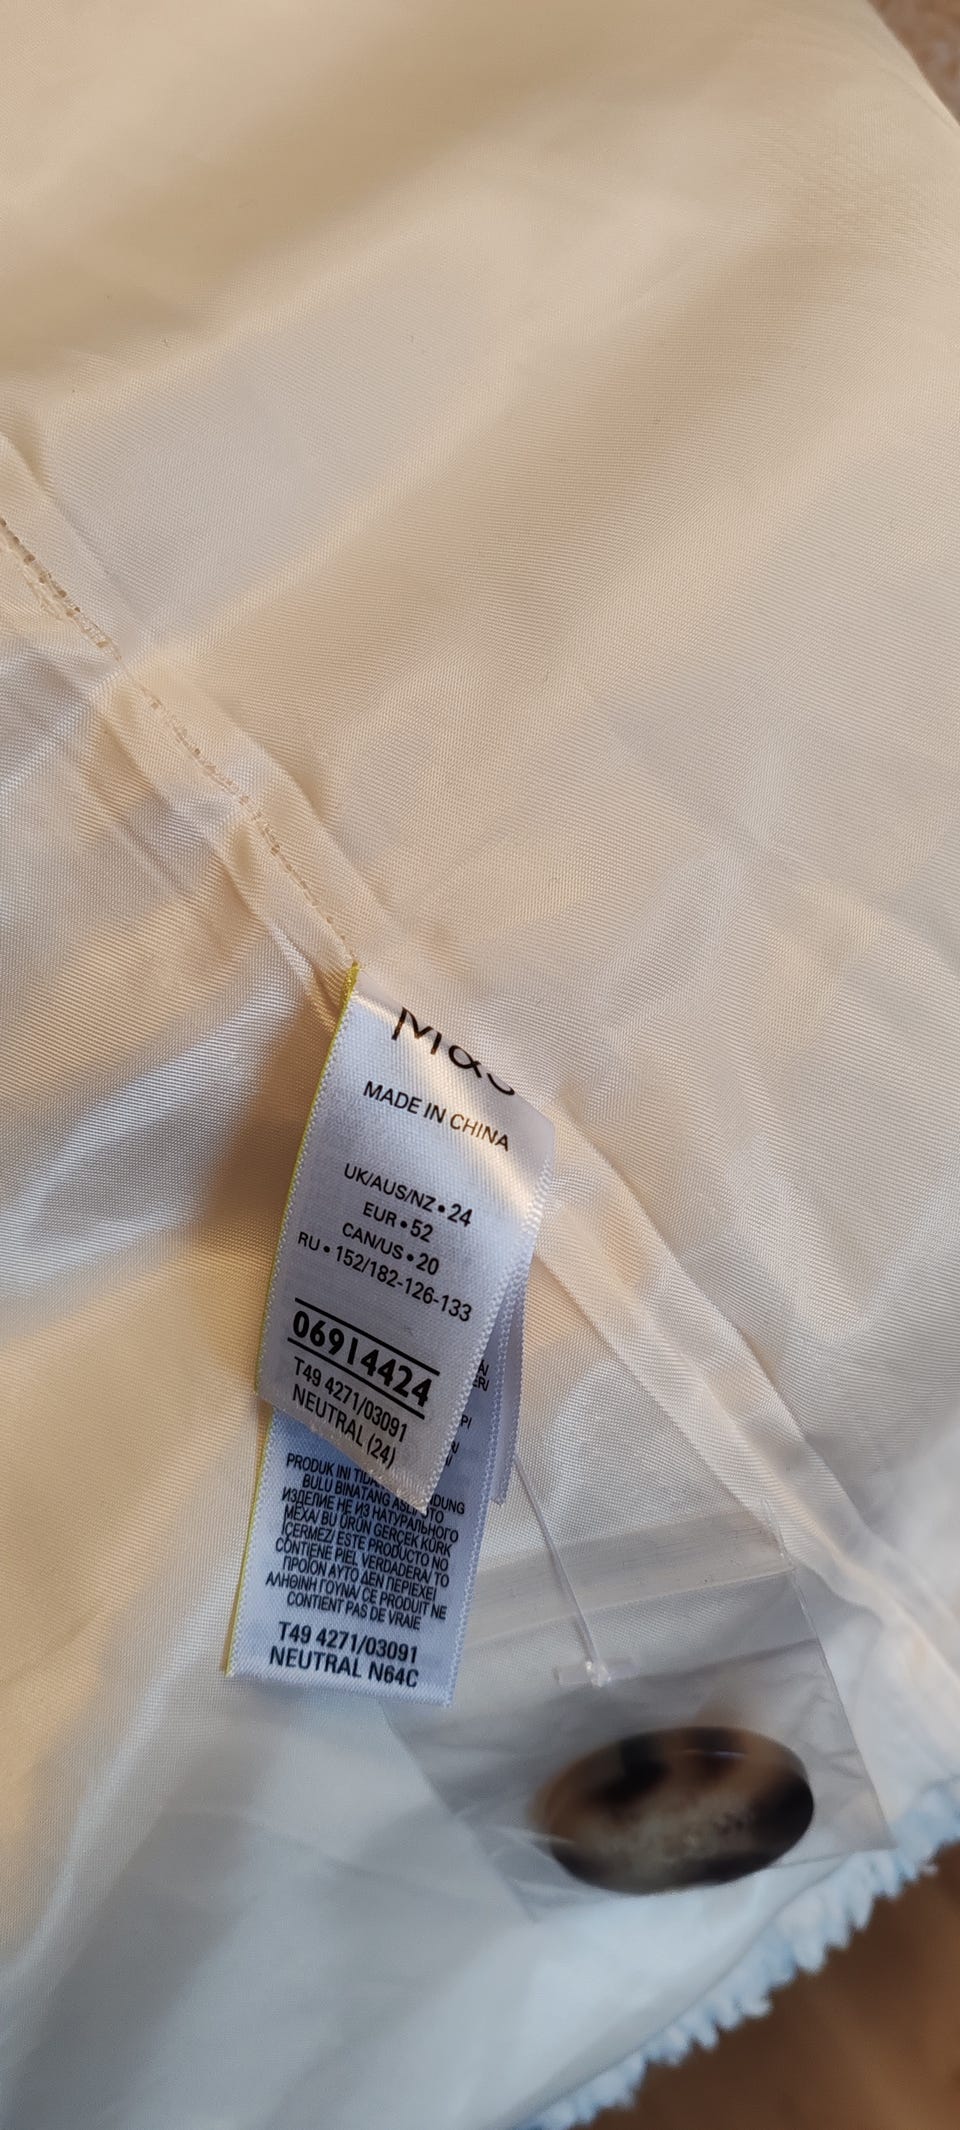 M&S
MADE IN CHINA
UK/AUS/NZ • 24
EUR • 52
CAN/US • 20
RU • 152/182-126-133
06914424
T49 4271/03091
NEUTRAL (24)
PRODUK INI TIDAK
BULU BINATANG ASLI
ИЗДЕЛИЕ НЕ ИЗ НАТУРАЛЬНОГО
МЕХА/ BU ÜRÜN GERÇEK KÜRK
İÇERMEZ/ ESTE PRODUCTO NO
CONTIENE PIEL VERDADERA/ ΤΟ
ΠΡΟΪΟΝ ΑΥΤΟ ΔΕΝ ΠΕΡΙΕΧΕΙ
ΑΛΗΘΙΝΗ ΓΟΥΝΑ/ CE PRODUIT NE
CONTIENT PAS DE VRAIE
T49 4271/03091
NEUTRAL N64C